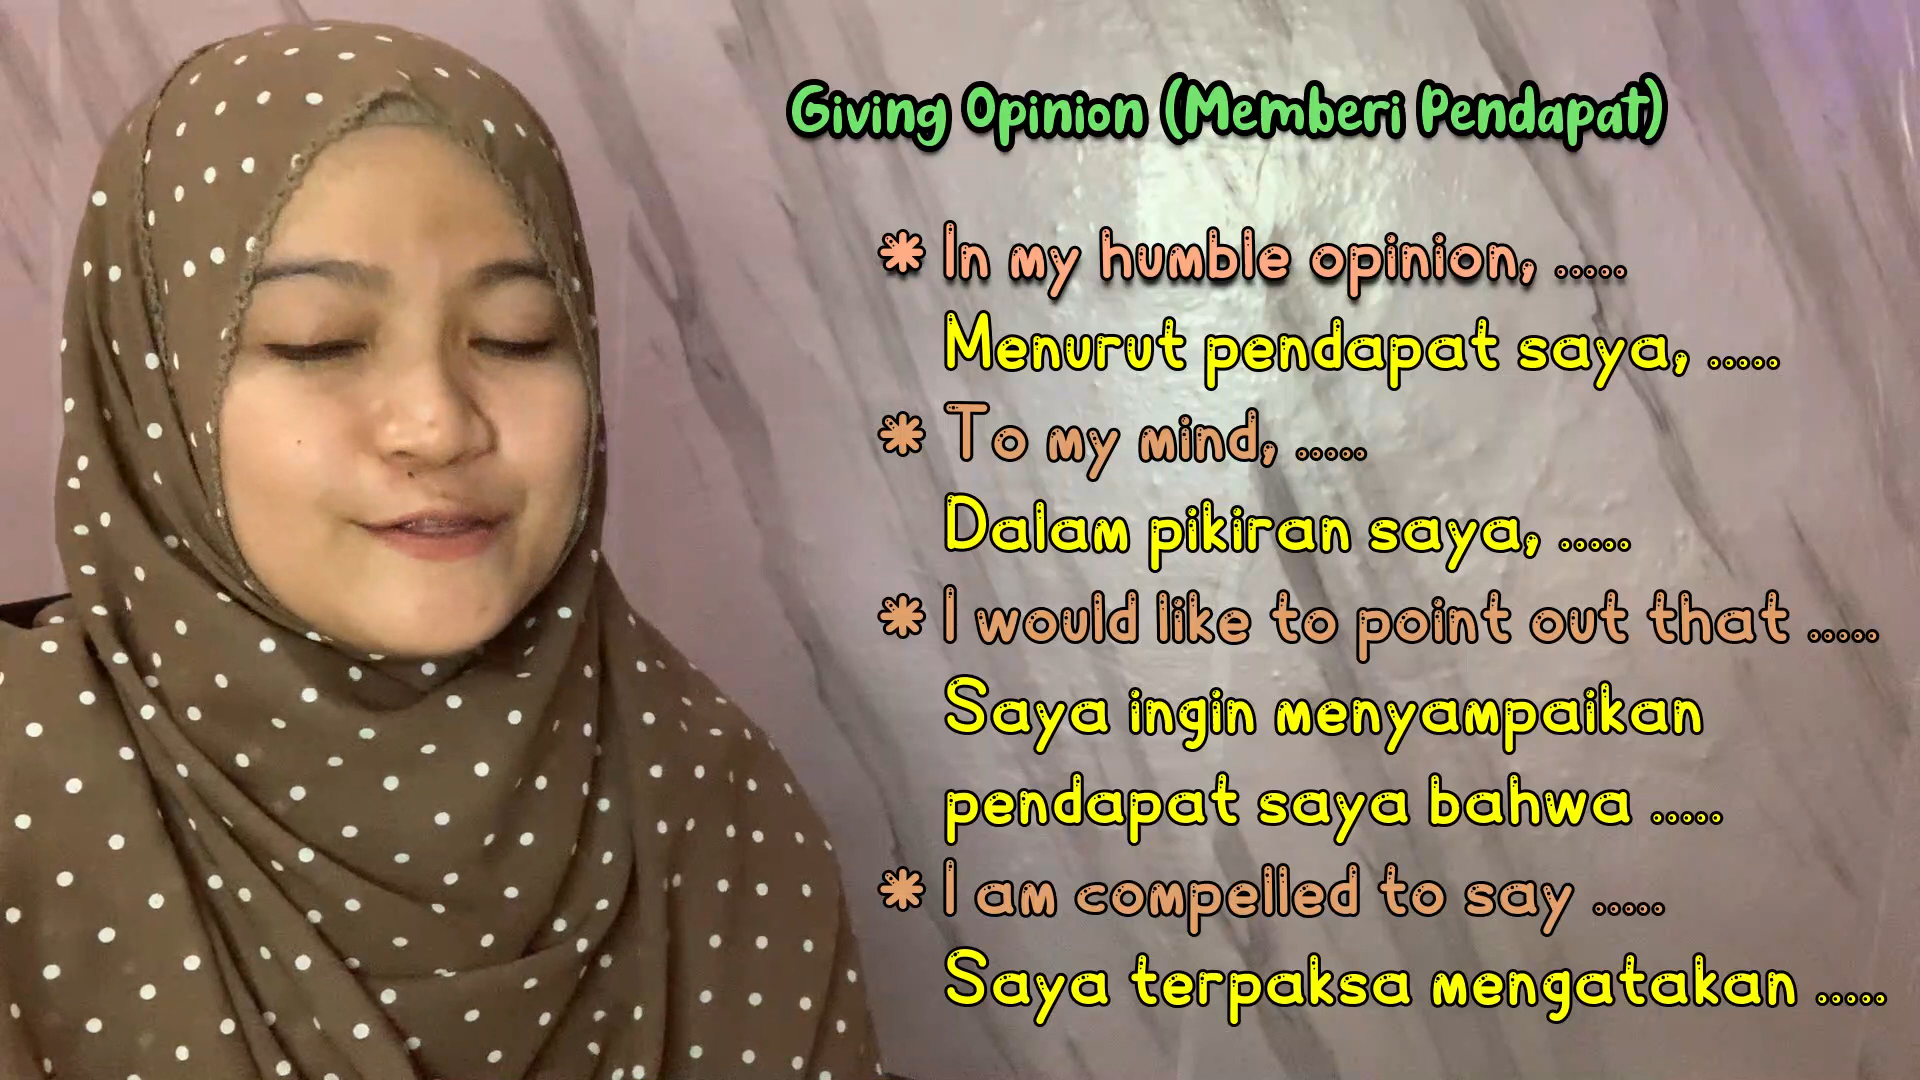 Giving Opinion (Memberi Pendapat)
* In my humble opinion, .....
Menurut pendapat saya, .....
* To my mind, .....
Dalam pikiran saya, .....
* I would like to point out that .....
Saya ingin menyampaikan
pendapat saya bahwa .....
* I am compelled to say .....
Saya terpaksa mengatakan .....